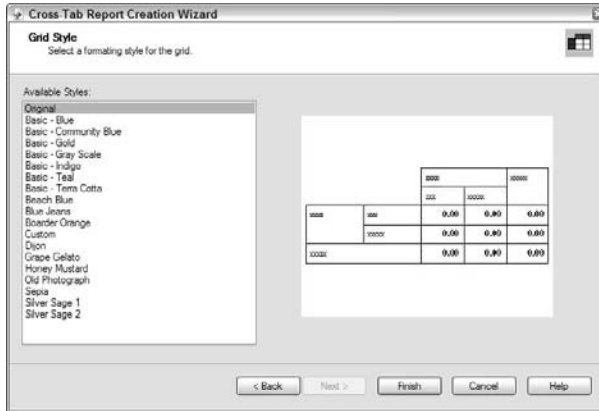 Cross-Tab Report Creation Wizard
Grid Style
Select a formating style for the grid.
Available Styles:
Original
Basic - Blue
Basic - Community Blue
Basic - Gold
Basic - Gray Scale
Basic - Indigo
Basic - Teal
Basic - Terra Cotta
Beach Blue
Blue Jeans
Boarder Orange
Custom
Dijon
Grape Gelato
Honey Mustard
Old Photograph
Sepia
Silver Sage 1
Silver Sage 2
0.00 0.00 0.00
0.00 0.00 0.00
0.00 0.00 0.00
< Back Next > Finish Cancel Help